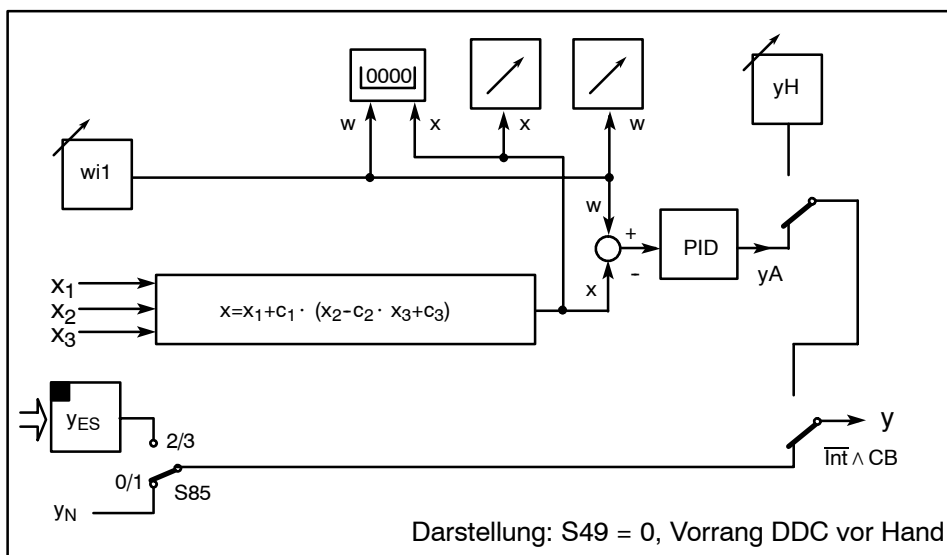 0000
yH
w
x
x
w
wi1
w
+
PID
yA
-
x
x₁
x₂
x₃
x=x₁+c₁· (x₂-c₂· x₃+c₃)
yES
2/3
y
0/1
S85
I̅n̅t̅ ∧ CB
yN
Darstellung: S49 = 0, Vorrang DDC vor Hand